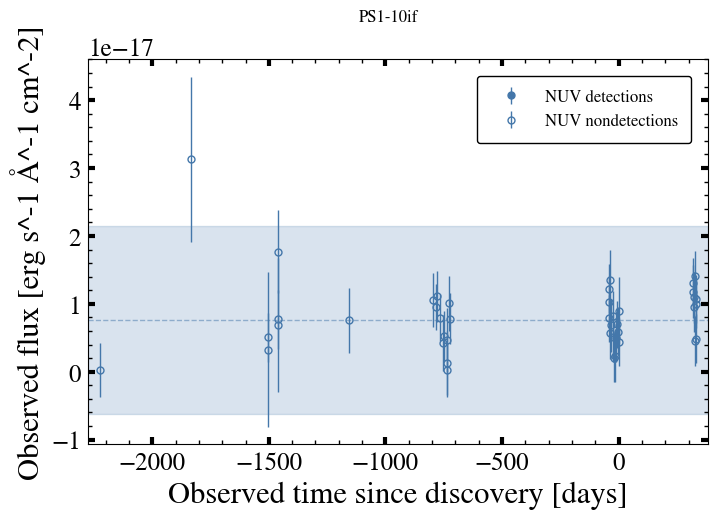 PS1-10if
1e−17
Observed flux [erg s^-1 Å^-1 cm^-2]
4
3
2
1
0
−1
NUV detections
NUV nondetections
−2000
−1500
−1000
−500
0
Observed time since discovery [days]